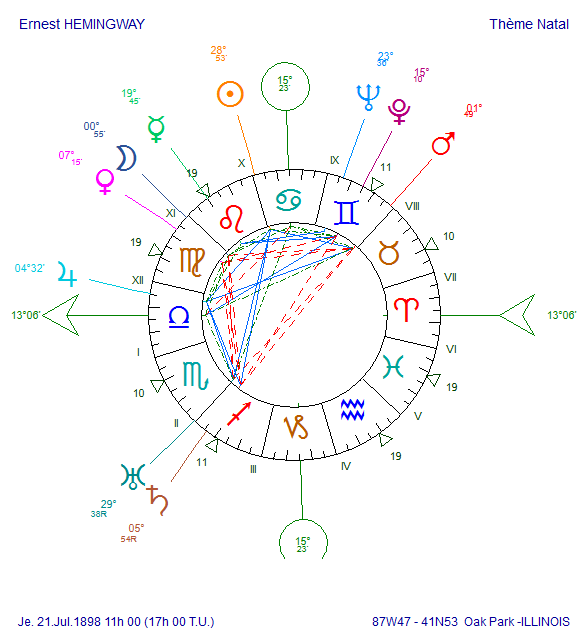 Ernest HEMINGWAY
Thème Natal
28°
53'
15°
23'
23°
38'
15°
10'
01°
49'
19°
45'
00°
55'
07°
15'
19
X
IX
11
XI
VIII
19
10
04°32'
XII
VII
13°06'
13°06'
I
VI
10
19
II
V
11
III
IV
19
29°
38R
05°
54R
15°
23'
Je. 21.Jul.1898 11h 00 (17h 00 T.U.)
87W47 - 41N53 Oak Park -ILLINOIS